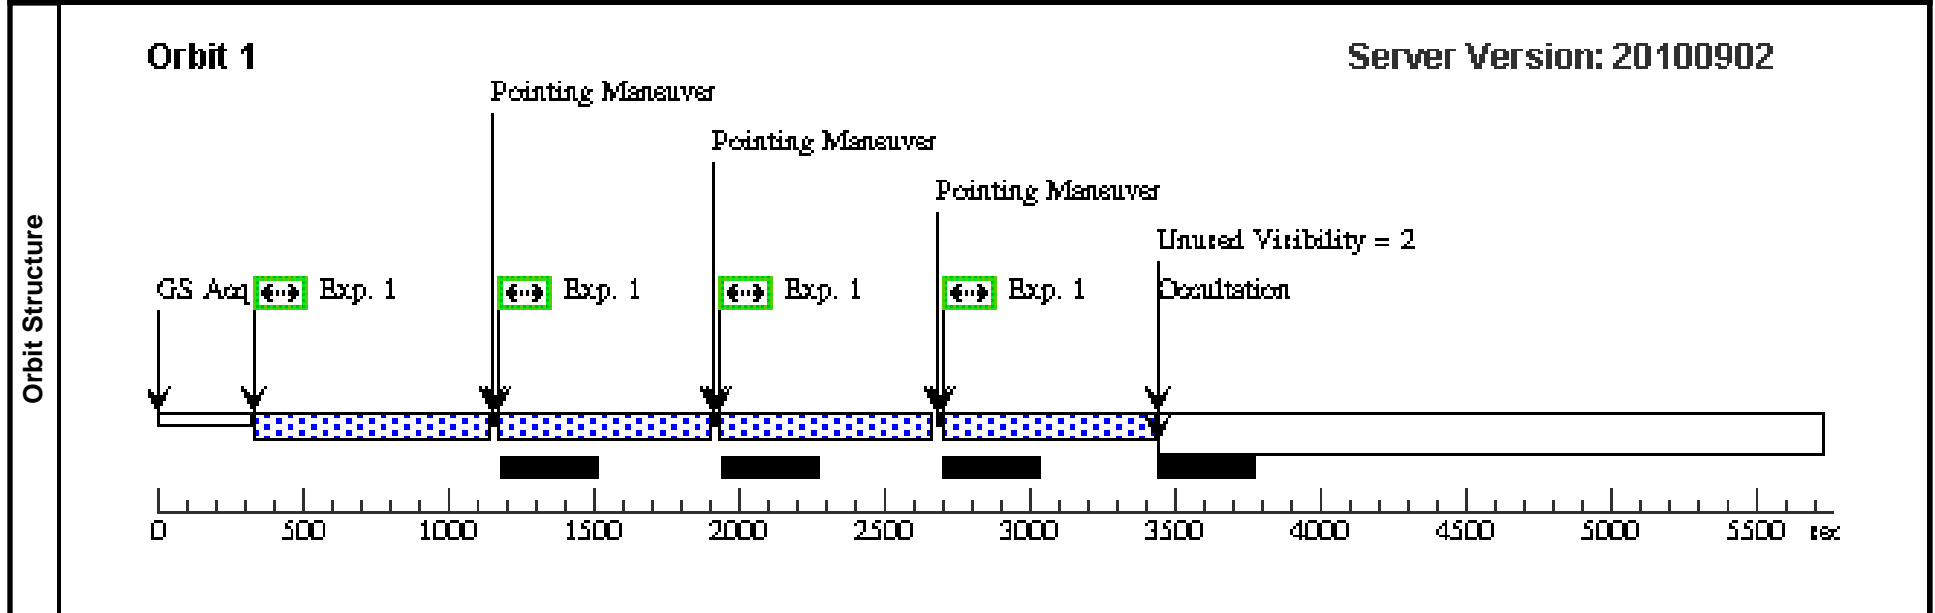 Orbit Structure
Orbit 1
Server Version: 20100902
Pointing Maneuver
Pointing Maneuver
Pointing Maneuver
Unused Visibility = 2
GS Acq
Exp. 1
Exp. 1
Exp. 1
Exp. 1
Occultation
0 500 1000 1500 2000 2500 3000 3500 4000 4500 5000 5500 sec